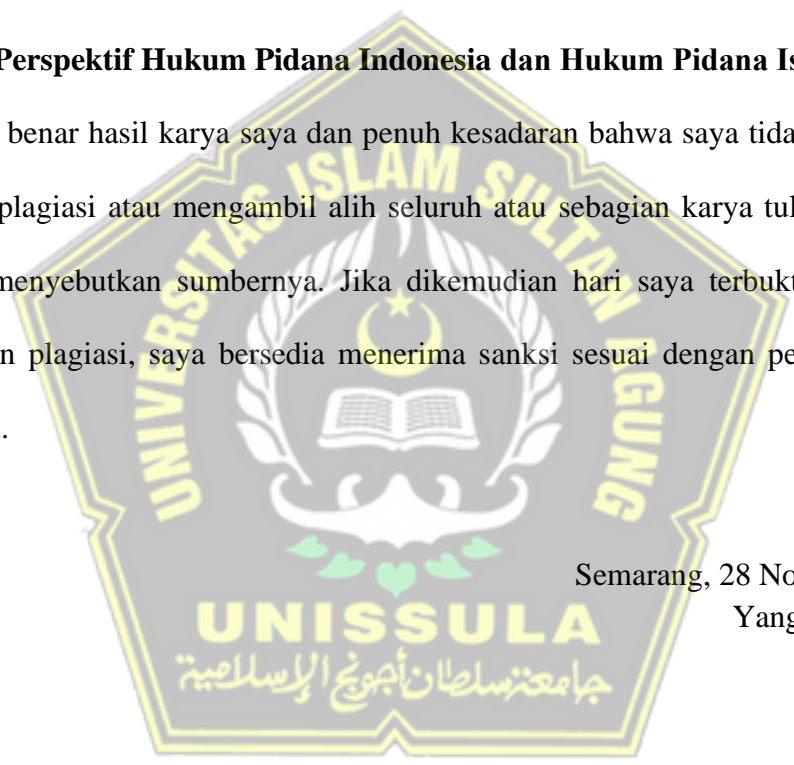 Perspektif Hukum Pidana Indonesia dan Hukum Pidana Is
benar hasil karya saya dan penuh kesadaran bahwa saya tida
plagiasi atau mengambil alih seluruh atau sebagian karya tul
menyebutkan sumbernya. Jika dikemudian hari saya terbukt
n plagiasi, saya bersedia menerima sanksi sesuai dengan pe
.
Semarang, 28 No
Yang
UNIVERSITAS ISLAM SULTAN AGUNG
UNISSULA
جامعة سلطان أجونج الإسلامية